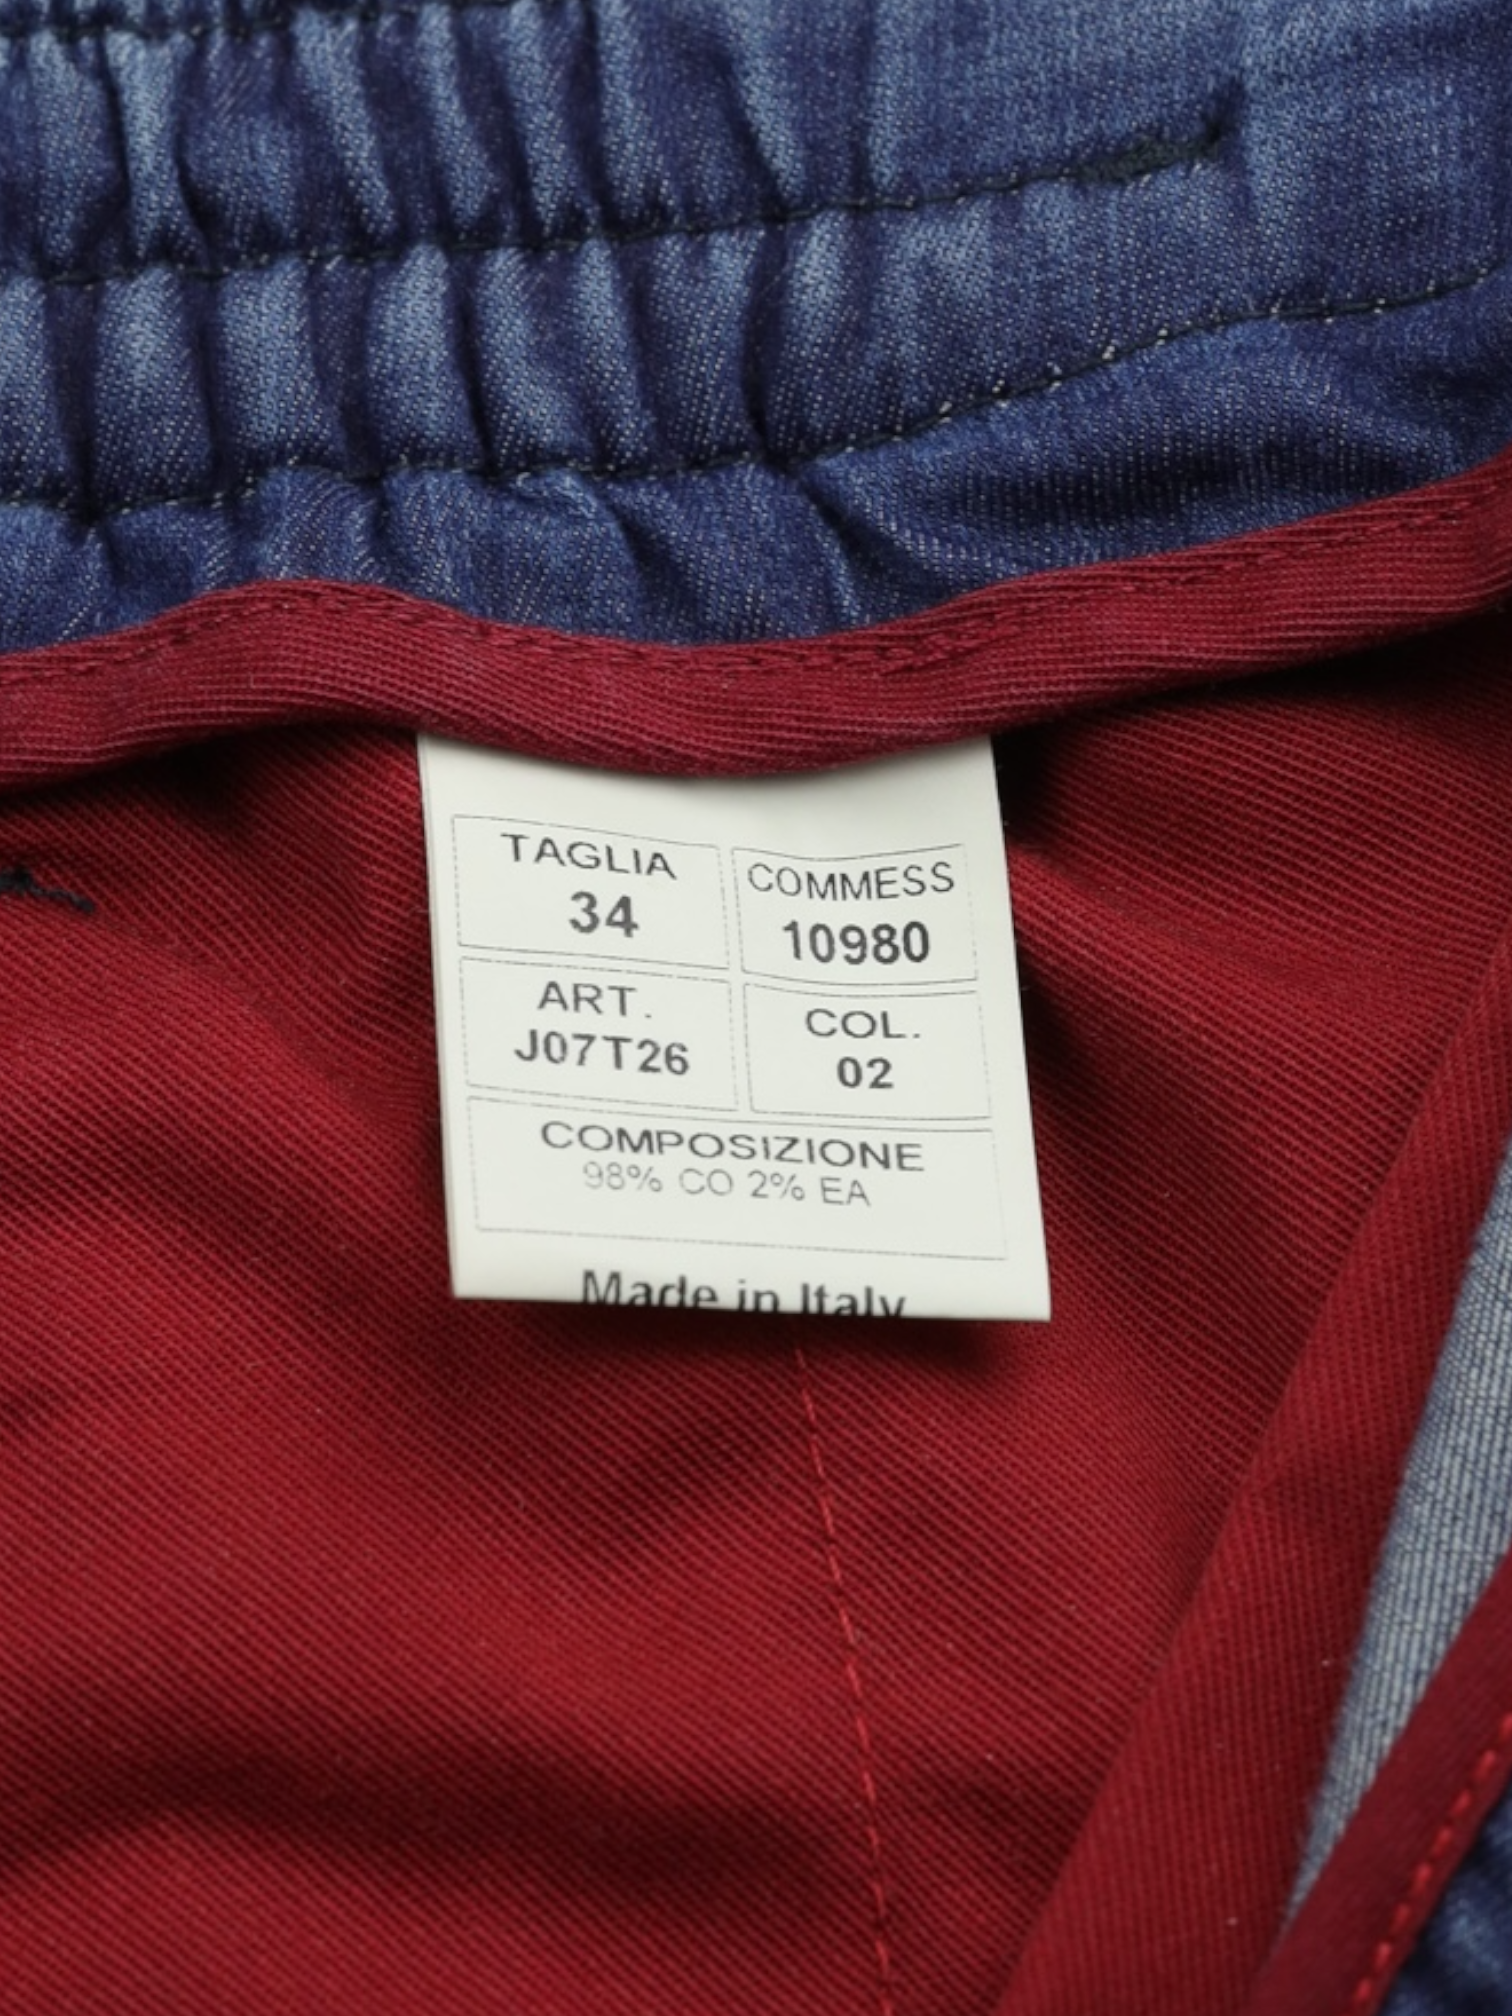 TAGLIA
34
COMMESS
10980
ART.
J07T26
COL.
02
COMPOSIZIONE
98% CO 2% EA
Made in Italy